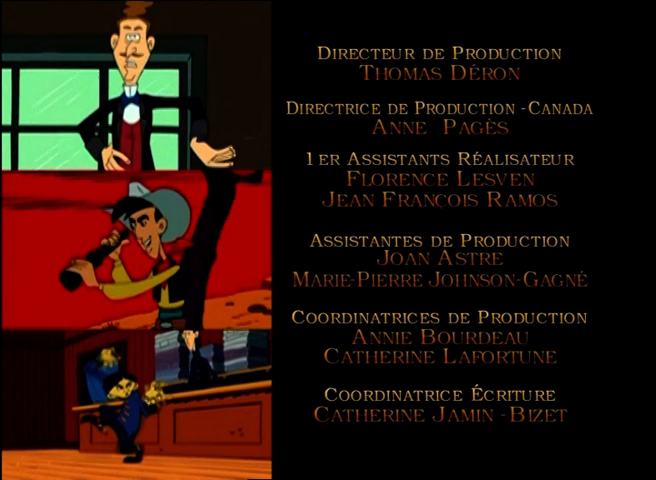 Directeur de Production
Thomas Déron
Directrice de Production - Canada
Anne Pagès
1er Assistants Réalisateur
Florence Lesven
Jean François Ramos
Assistantes de Production
Joan Astre
Marie-Pierre Johnson-Gagné
Coordinatrices de Production
Annie Bourdeau
Catherine Lafortune
Coordinatrice Écriture
Catherine Jamin - Bizet